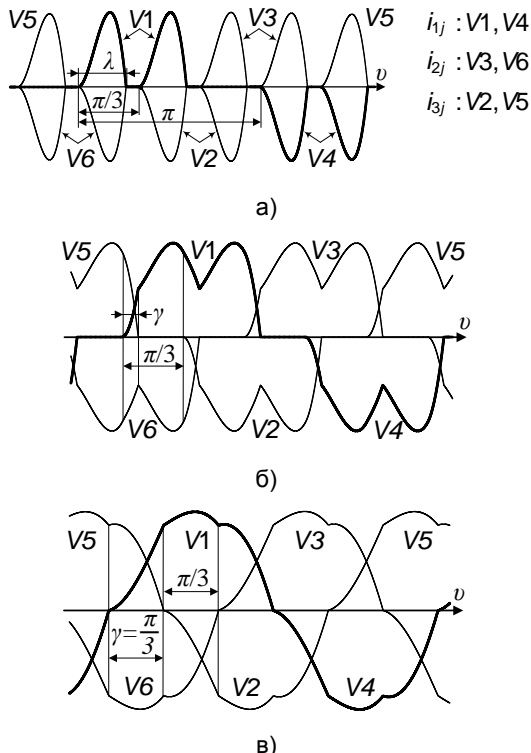 V5 V1 V3 V5
i1j : V1, V4
i2j : V3, V6
i3j : V2, V5
λ
υ
π/3
π
V6 V2 V4
а)
V5 V1 V3 V5
γ
υ
π/3
V6 V2 V4
б)
V5 V1 V3 V5
π/3
υ
γ=π/3
V6 V2 V4
в)